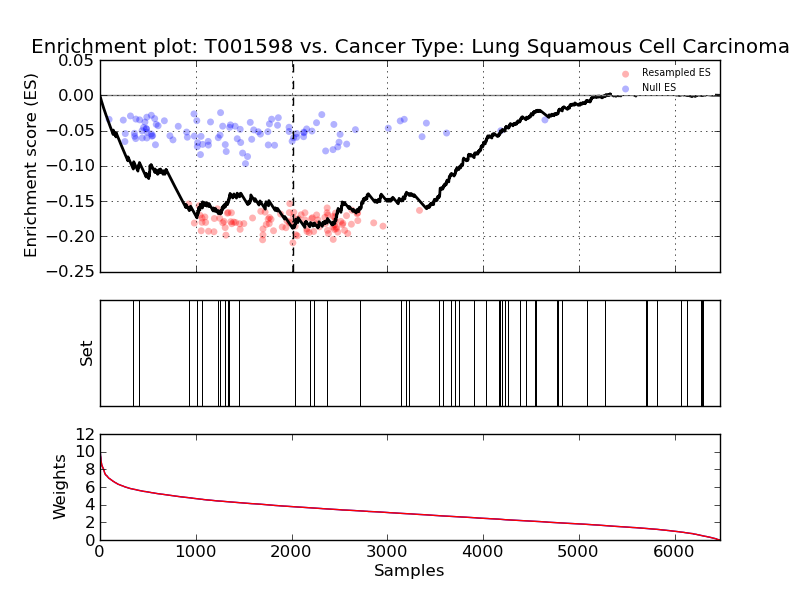 Enrichment plot: T001598 vs. Cancer Type: Lung Squamous Cell Carcinoma
Enrichment score (ES)
0.05
0.00
−0.05
−0.10
−0.15
−0.20
−0.25
Resampled ES
Null ES
Set
Weights
12
10
8
6
4
2
0
0 1000 2000 3000 4000 5000 6000
Samples